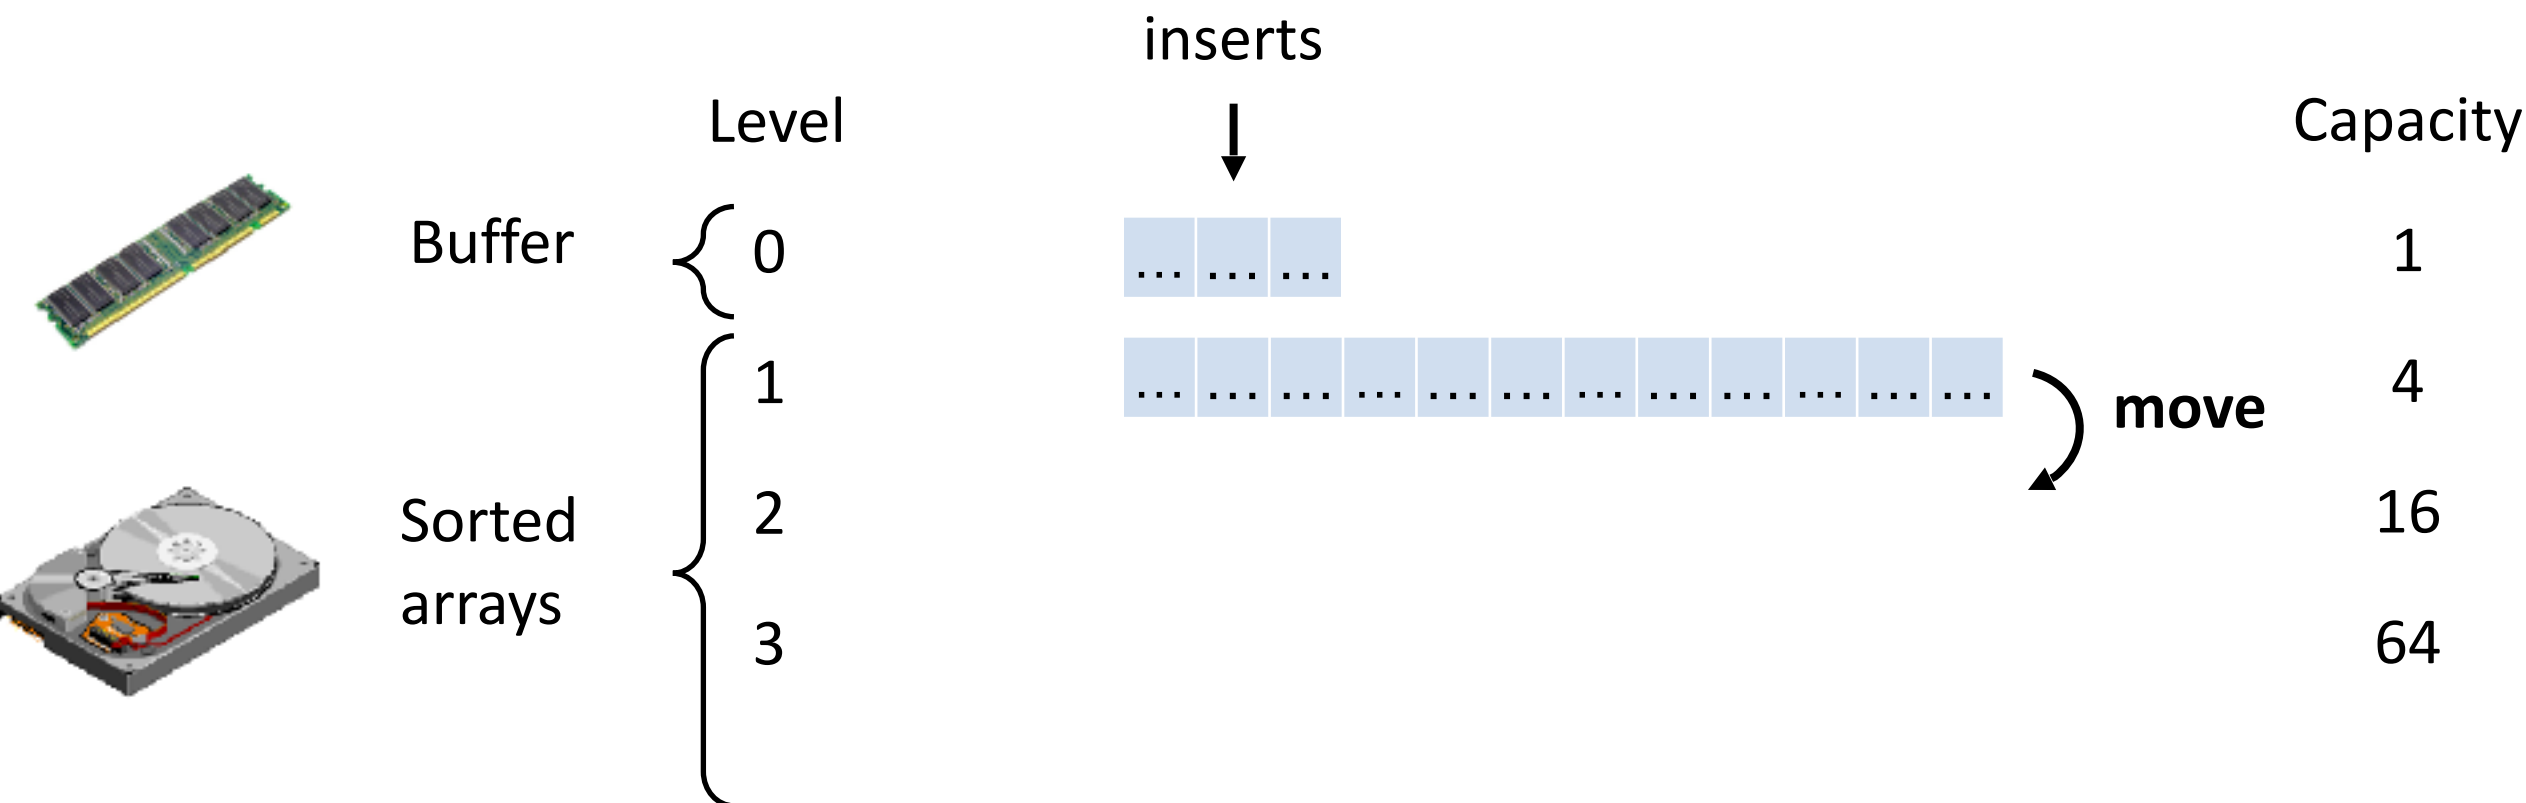 inserts
Level
Capacity
Buffer
0
... ... ...
1
1
... ... ... ... ... ... ... ... ... ... ... ...
move
4
Sorted
arrays
2
16
3
64